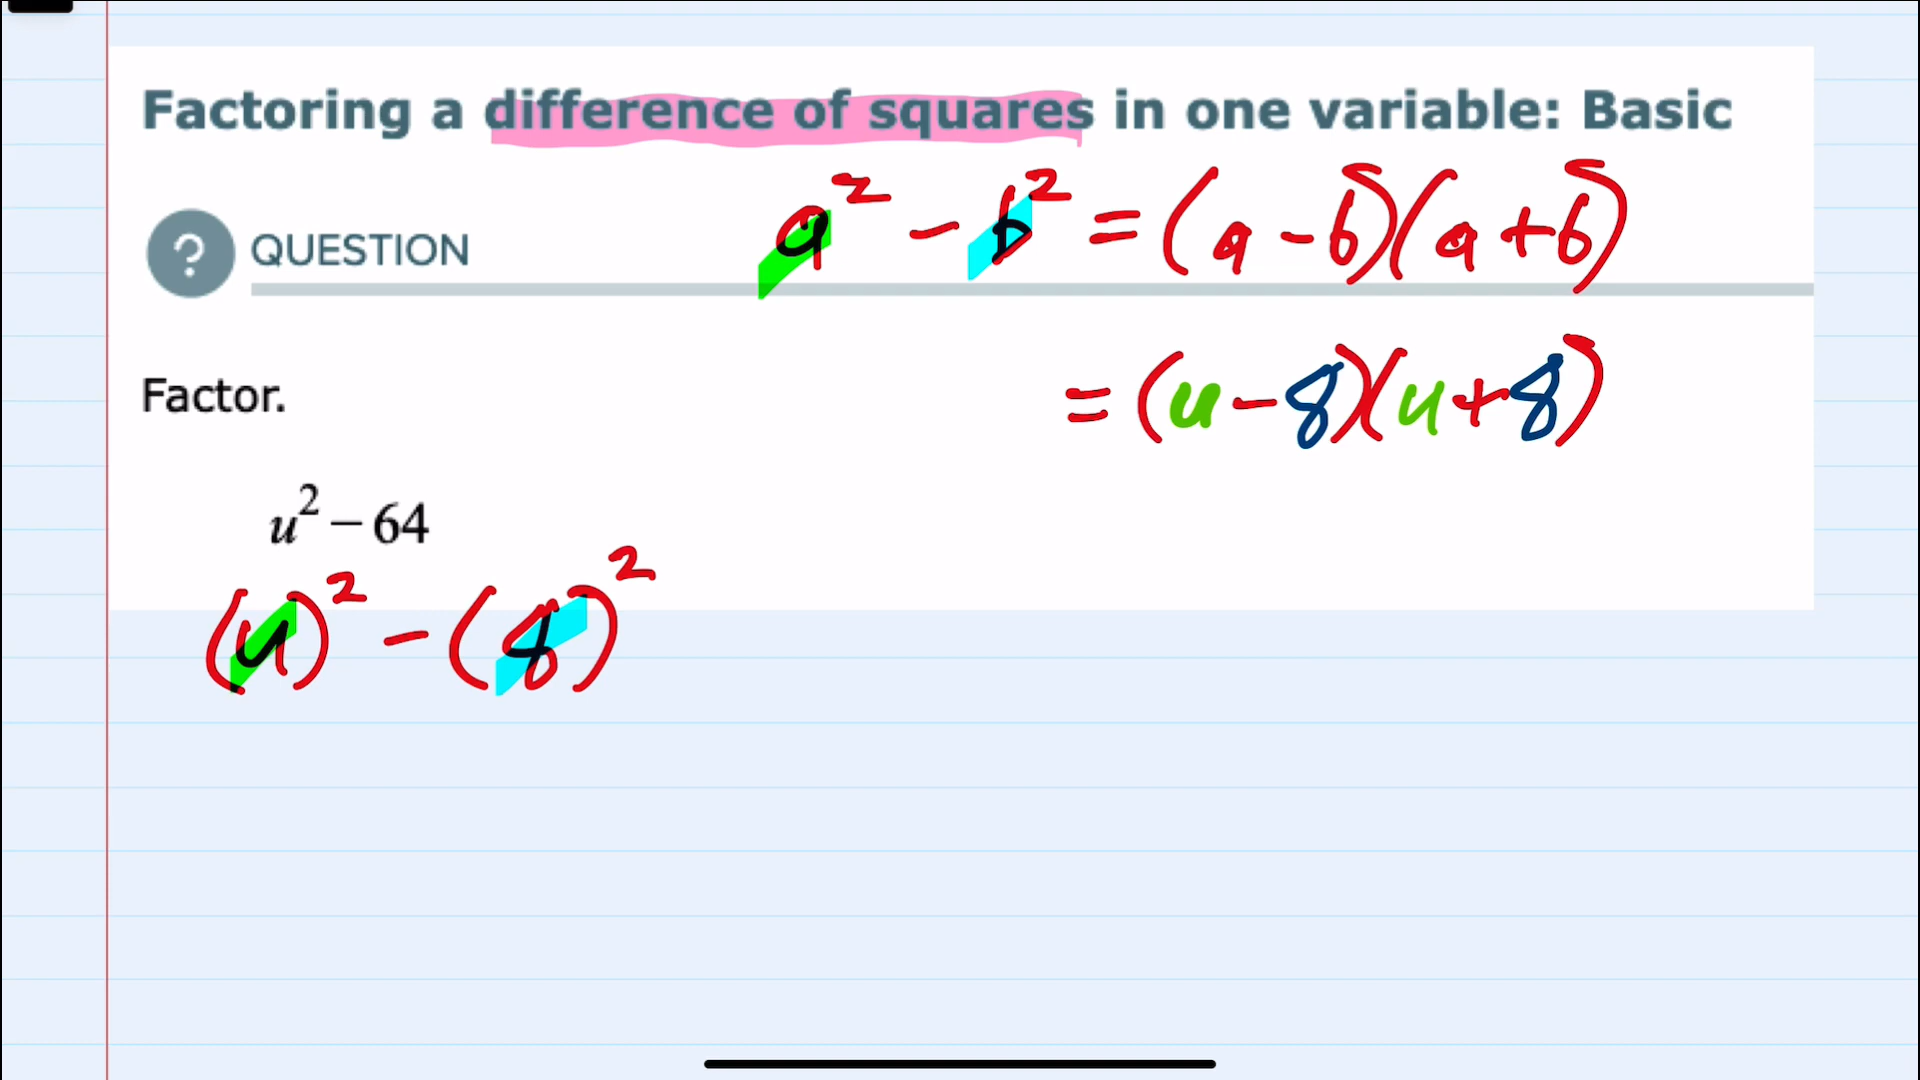 Factoring a difference of squares in one variable: Basic
a² - b² = (a-b)(a+b)
? QUESTION
= (u-8)(u+8)
Factor.
u² - 64
(u)² - (8)²